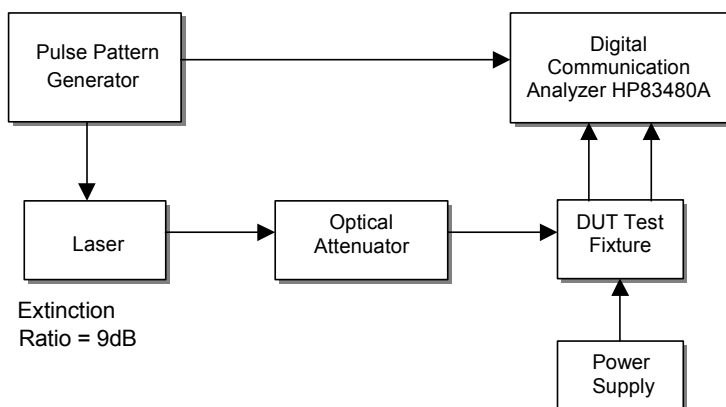 Pulse Pattern
Generator
Digital
Communication
Analyzer HP83480A
Laser
Optical
Attenuator
DUT Test
Fixture
Extinction
Ratio = 9dB
Power
Supply